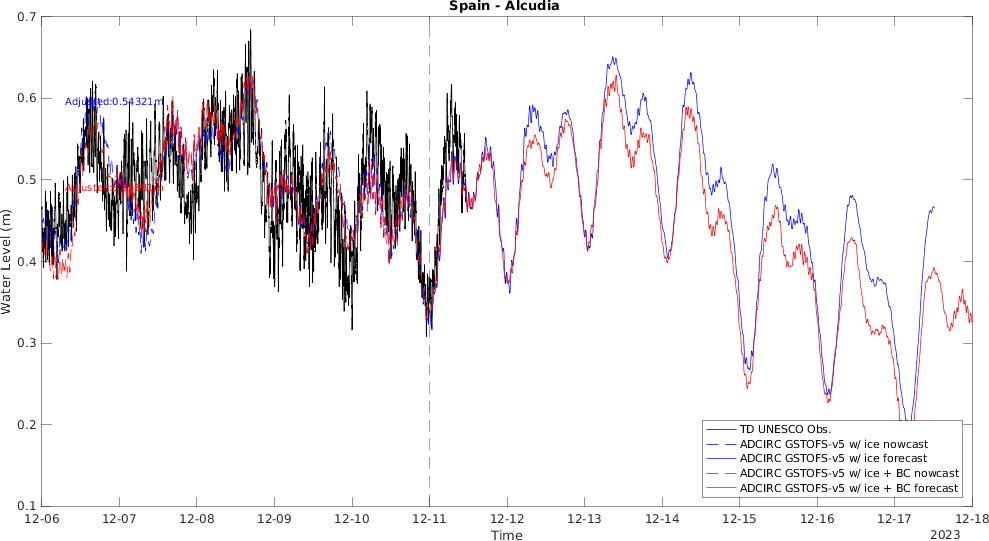 Spain - Alcudia
0.7
0.6
0.5
0.4
0.3
0.2
0.1
Water Level (m)
Adjusted:0.54321m
TD UNESCO Obs.
ADCIRC GSTOFS-v5 w/ ice nowcast
ADCIRC GSTOFS-v5 w/ ice forecast
ADCIRC GSTOFS-v5 w/ ice + BC nowcast
ADCIRC GSTOFS-v5 w/ ice + BC forecast
12-06 12-07 12-08 12-09 12-10 12-11 12-12 12-13 12-14 12-15 12-16 12-17 12-18
Time
2023